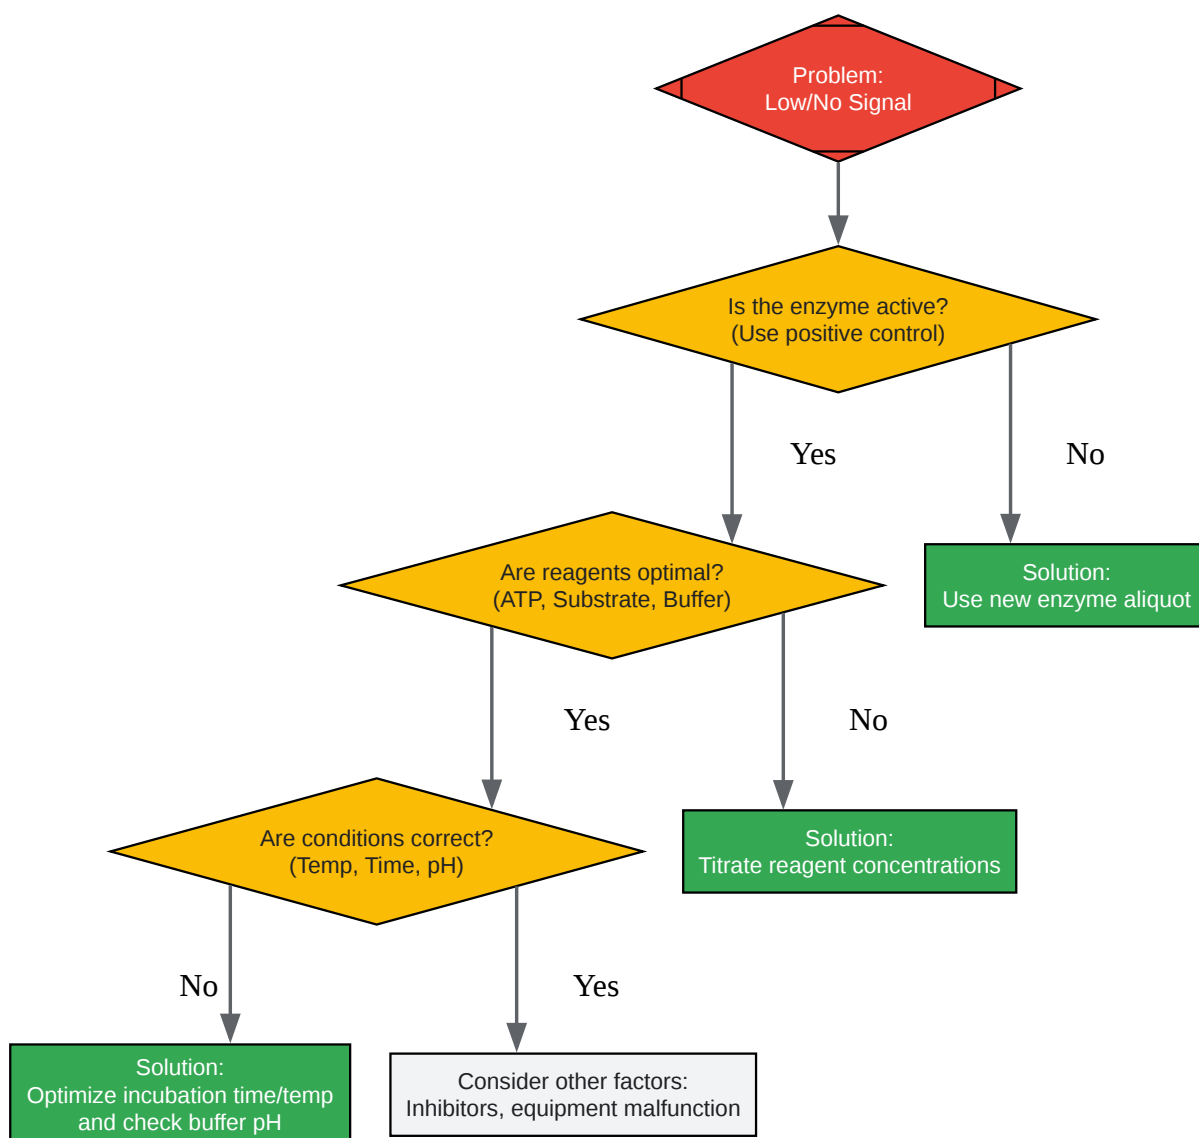 Problem:
Low/No Signal
Is the enzyme active?
(Use positive control)
Yes
No
Are reagents optimal?
(ATP, Substrate, Buffer)
Solution:
Use new enzyme aliquot
Yes
No
Are conditions correct?
(Temp, Time, pH)
Solution:
Titrate reagent concentrations
No
Yes
Solution:
Optimize incubation time/temp
and check buffer pH
Consider other factors:
Inhibitors, equipment malfunction